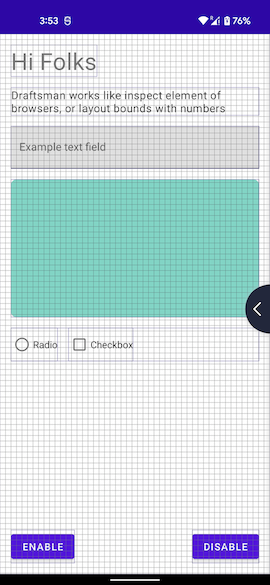 3:53
76%
Hi Folks
Draftsman works like inspect element of
browsers, or layout bounds with numbers
Example text field
Radio
Checkbox
ENABLE
DISABLE